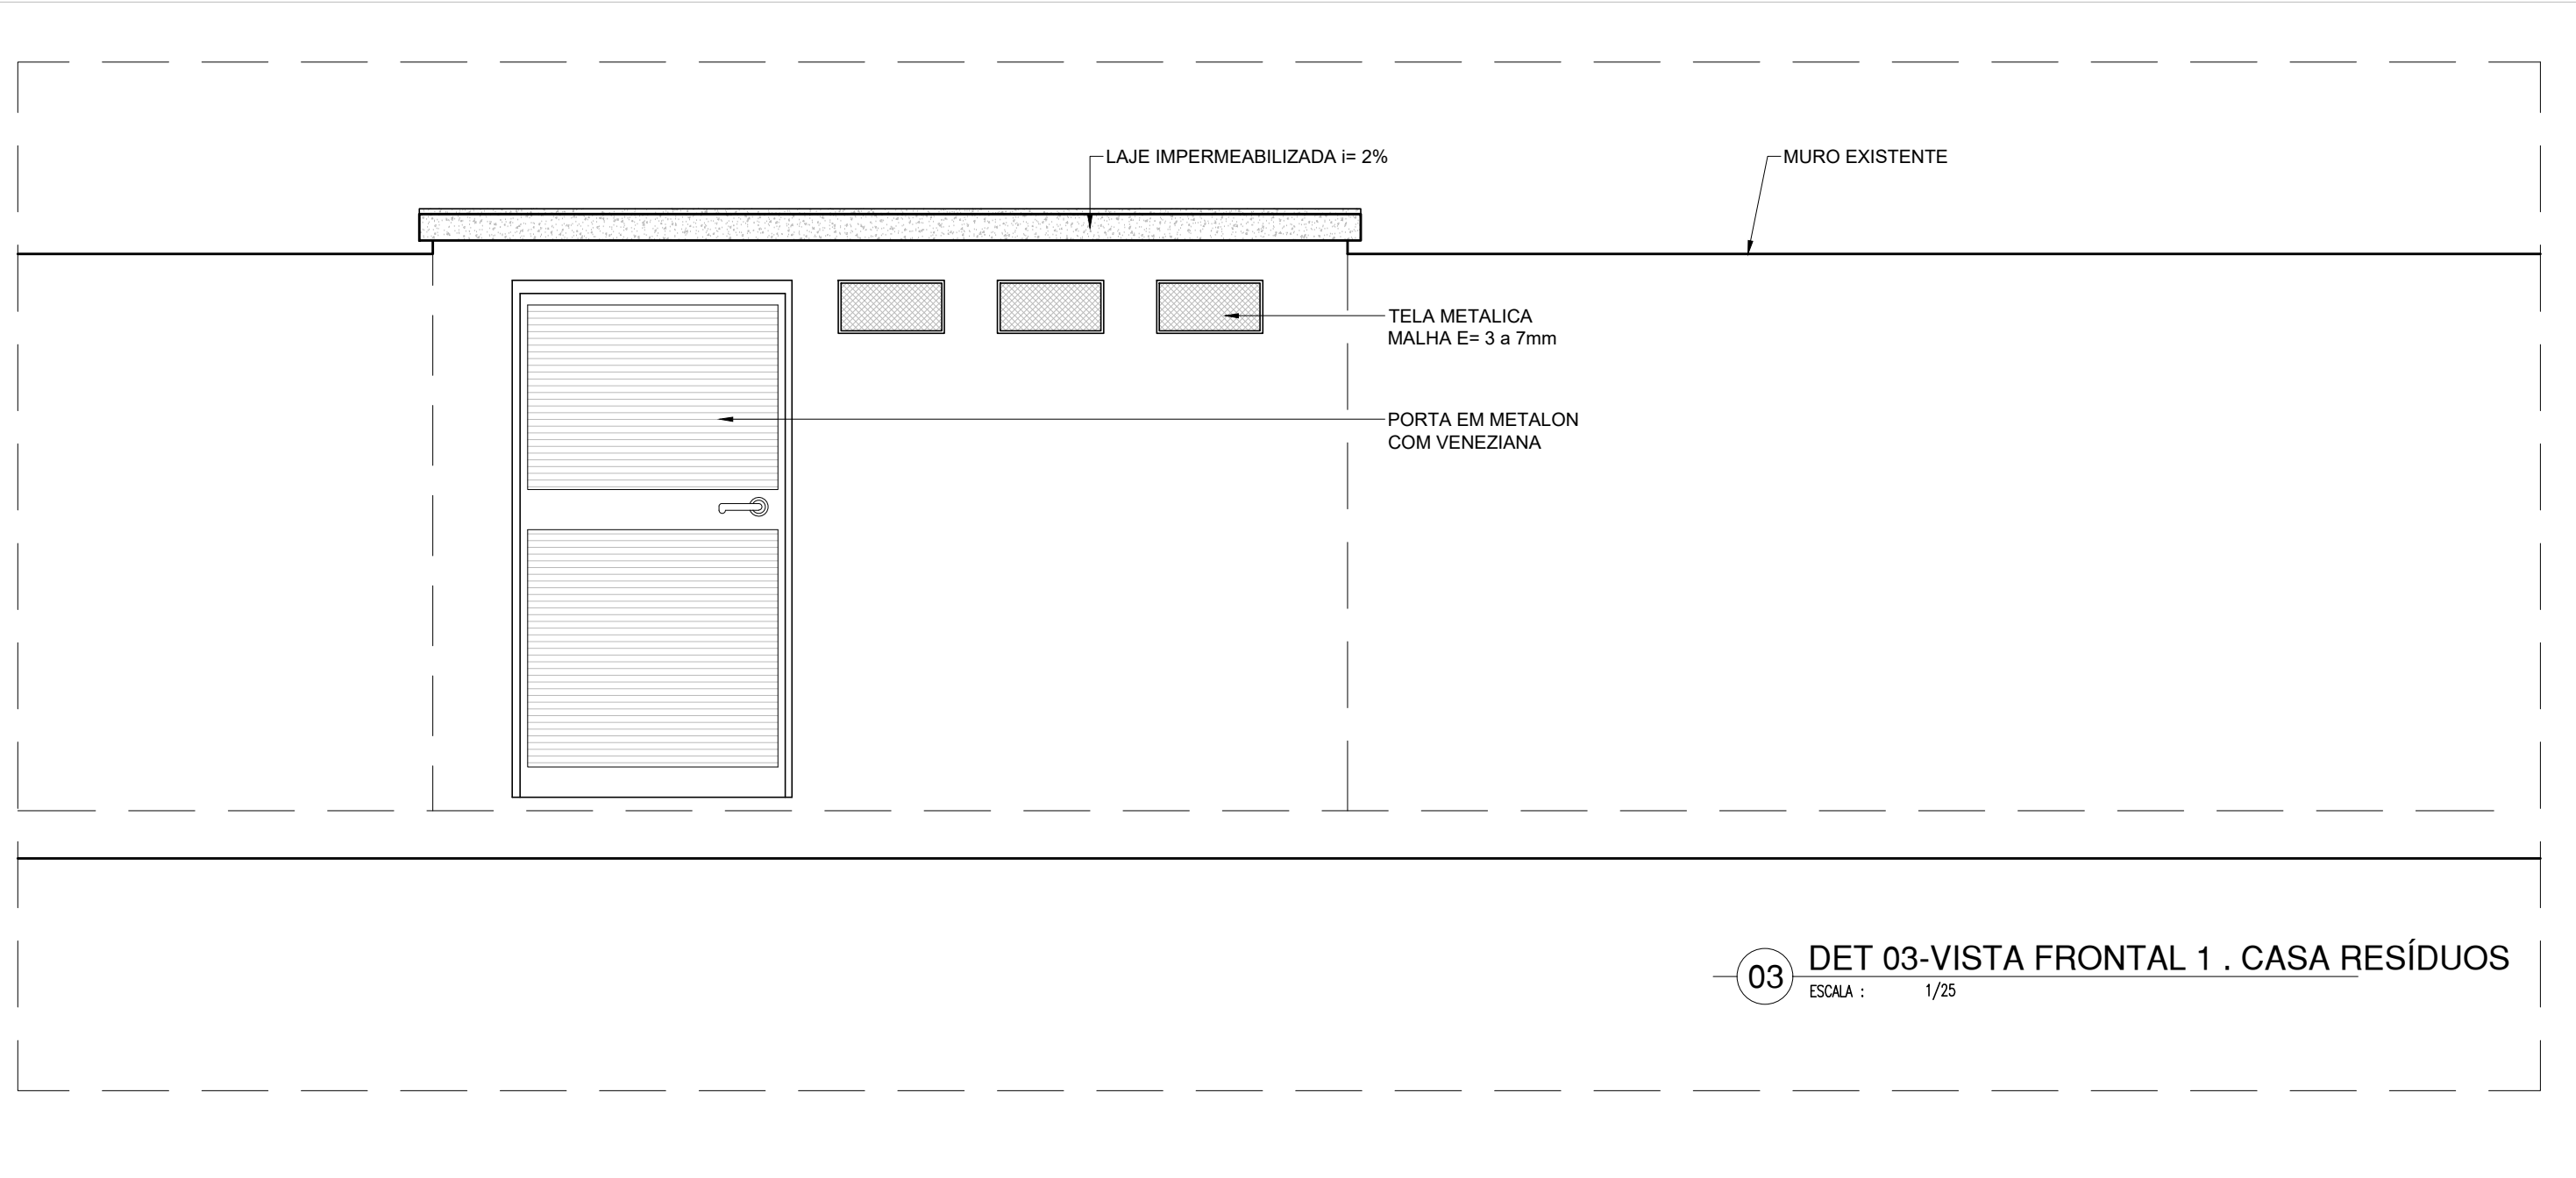 LAJE IMPERMEABILIZADA i= 2%
MURO EXISTENTE
TELA METALICA
MALHA E= 3 a 7mm
PORTA EM METALON
COM VENEZIANA
03
DET 03-VISTA FRONTAL 1 . CASA RESÍDUOS
ESCALA : 1/25